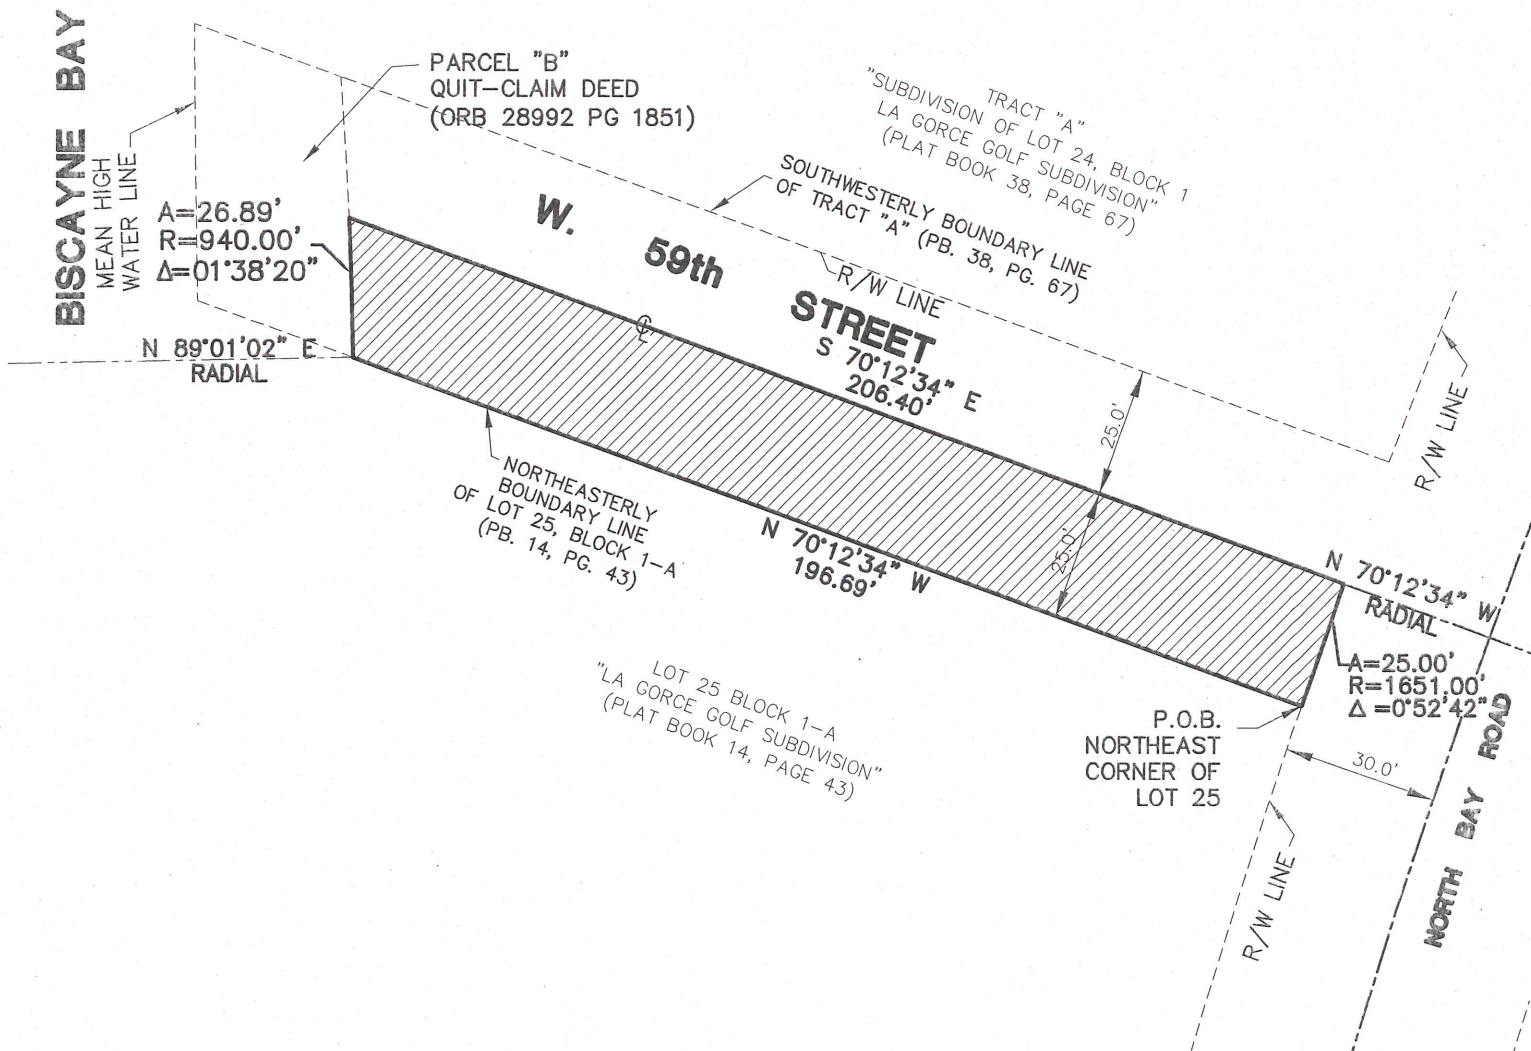 BISCAYNE BAY
MEAN HIGH
WATER LINE
PARCEL "B"
QUIT-CLAIM DEED
(ORB 28992 PG 1851)
TRACT "A"
"SUBDIVISION OF LOT 24, BLOCK 1
LA GORCE GOLF SUBDIVISION"
(PLAT BOOK 38, PAGE 67)
SOUTHWESTERLY BOUNDARY LINE
OF TRACT "A" (PB. 38, PG. 67)
A=26.89'
R=940.00'
Δ=01°38'20"
W. 59th STREET
R/W LINE
N 89°01'02" E
RADIAL
℄
S 70°12'34" E
206.40'
25.0'
25.0'
R/W LINE
NORTHEASTERLY
BOUNDARY LINE
OF LOT 25, BLOCK 1-A
(PB. 14, PG. 43)
N 70°12'34" W
196.69'
N 70°12'34" W
RADIAL
A=25.00'
R=1651.00'
Δ =0°52'42"
LOT 25 BLOCK 1-A
"LA GORCE GOLF SUBDIVISION"
(PLAT BOOK 14, PAGE 43)
P.O.B.
NORTHEAST
CORNER OF
LOT 25
30.0'
R/W LINE
NORTH BAY ROAD